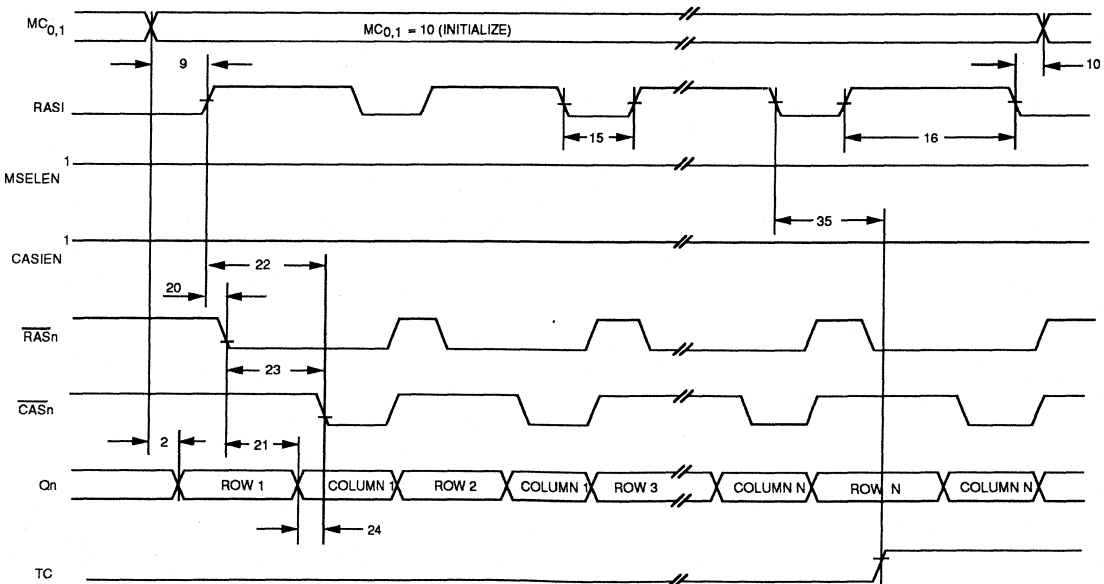 MC0,1
MC0,1 = 10 (INITIALIZE)
9
10
RASI
15
16
1
MSELEN
35
1
CASIEN
22
20
RASn
23
CASn
2
21
Qn
ROW 1
COLUMN 1
ROW 2
COLUMN 1
ROW 3
COLUMN N
ROW N
COLUMN N
24
TC